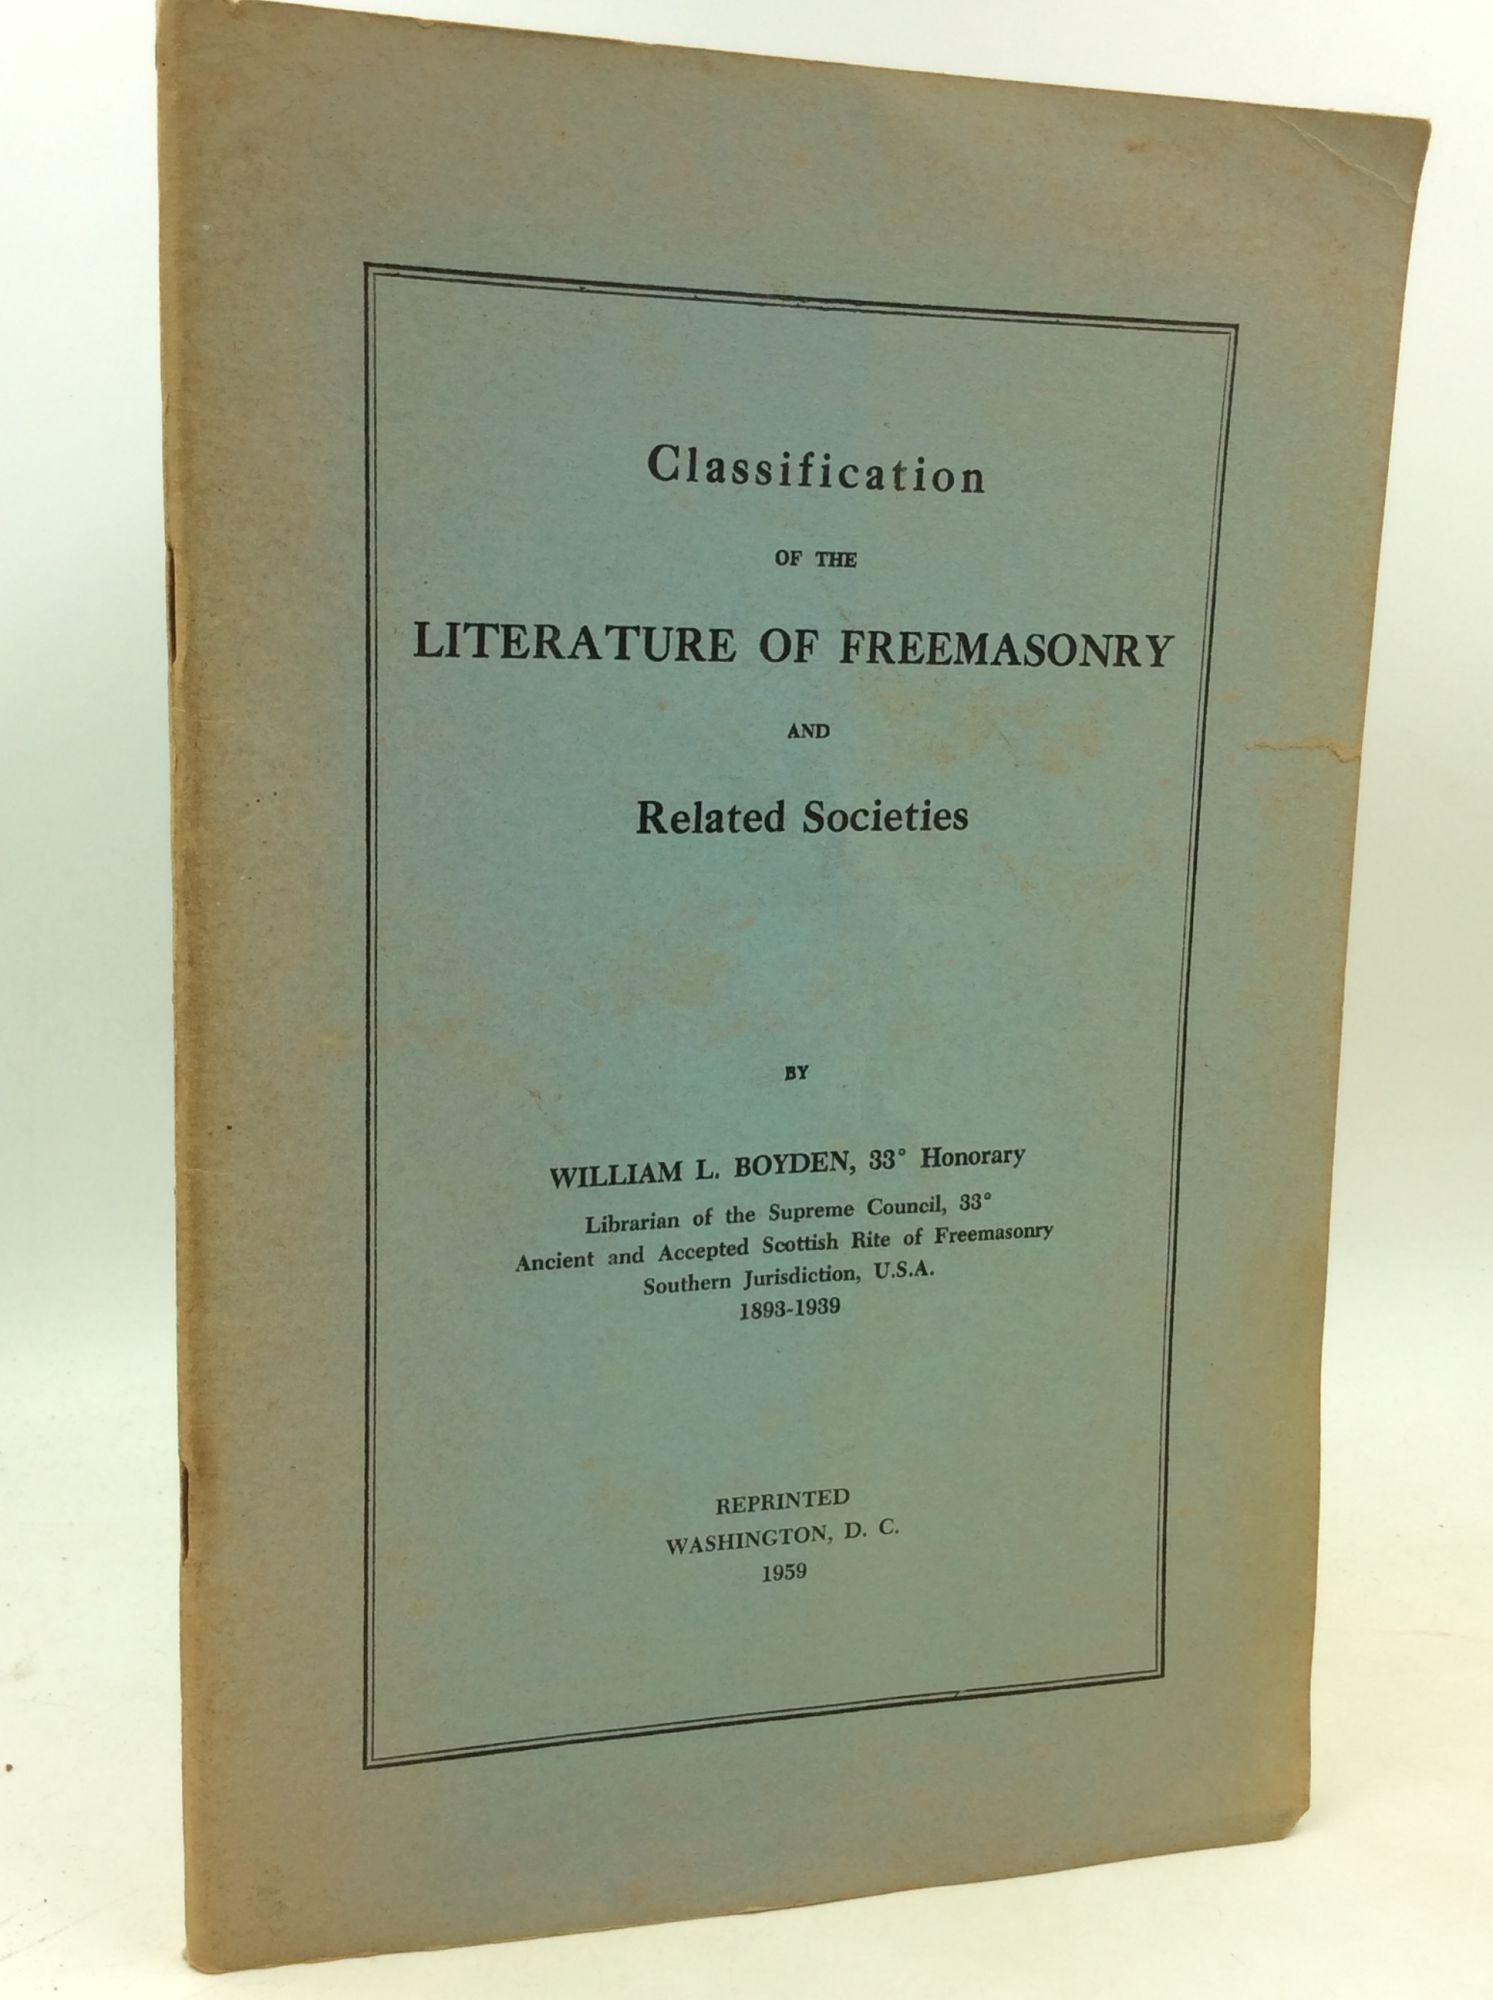 Classification
OF THE
LITERATURE OF FREEMASONRY
AND
Related Societies
BY
WILLIAM L. BOYDEN, 33° Honorary
Librarian of the Supreme Council, 33°
Ancient and Accepted Scottish Rite of Freemasonry
Southern Jurisdiction, U.S.A.
1893-1939
REPRINTED
WASHINGTON, D. C.
1959